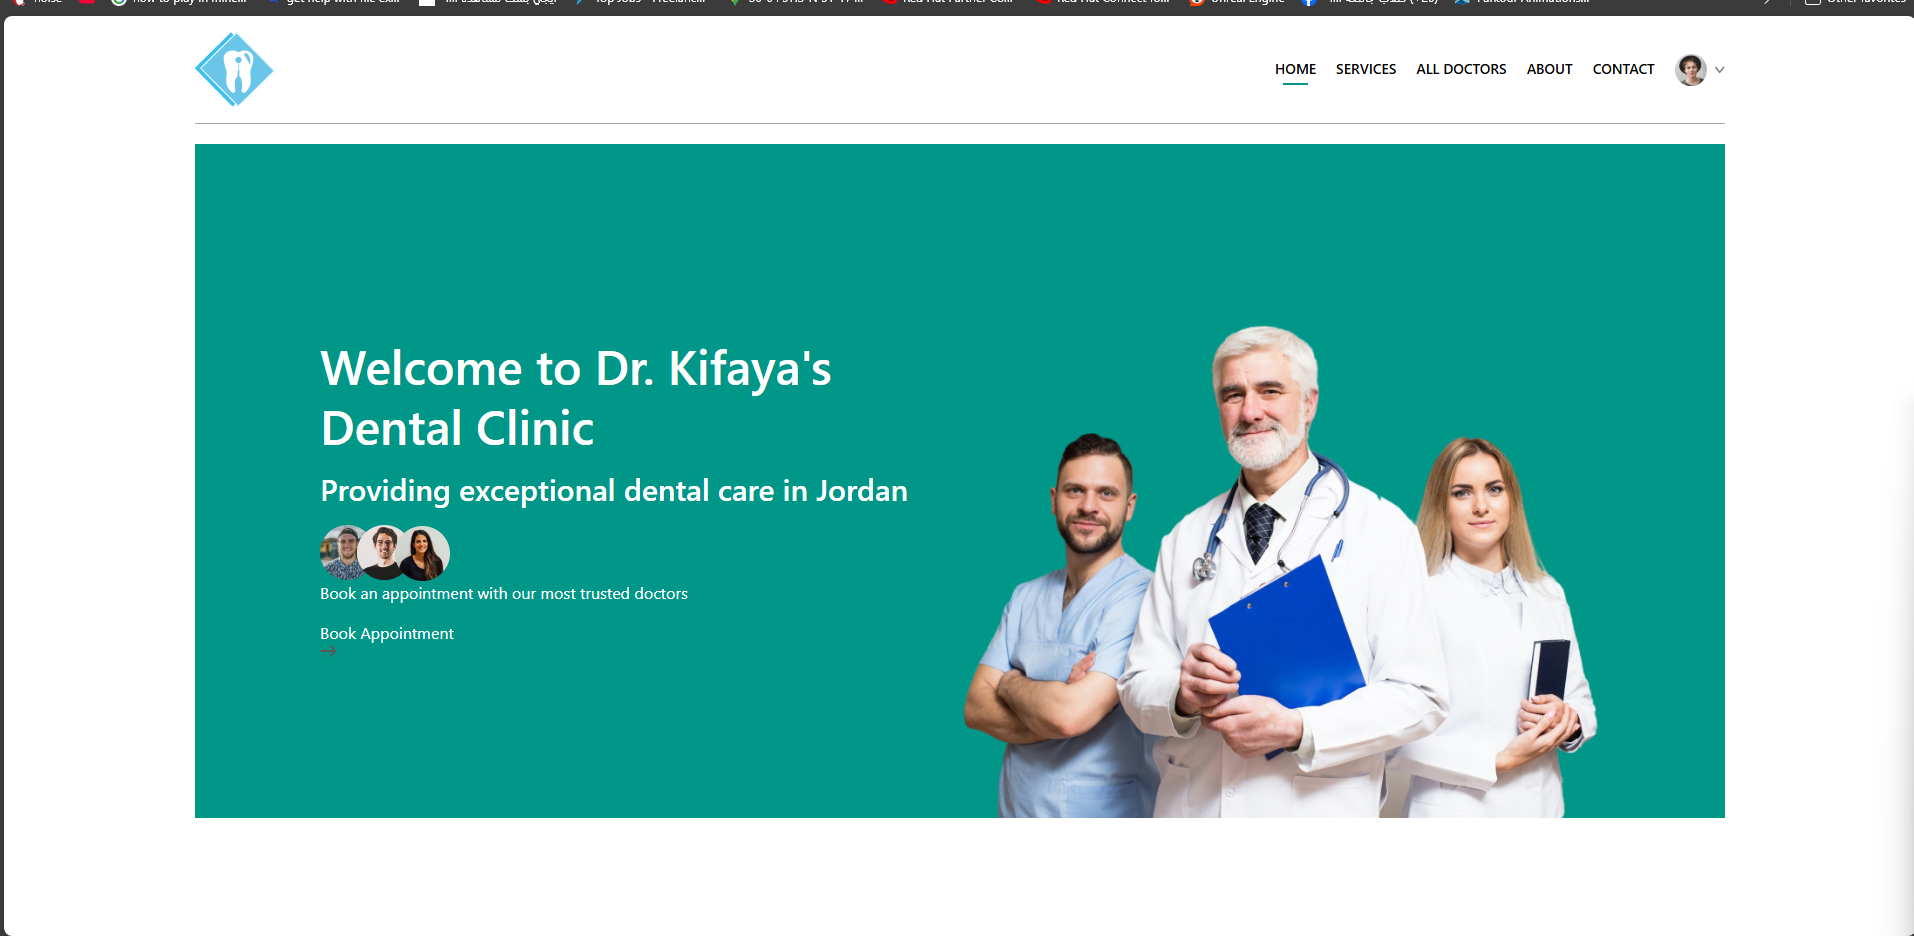 HOME SERVICES ALL DOCTORS ABOUT CONTACT
Welcome to Dr. Kifaya's
Dental Clinic
Providing exceptional dental care in Jordan
Book an appointment with our most trusted doctors
Book Appointment